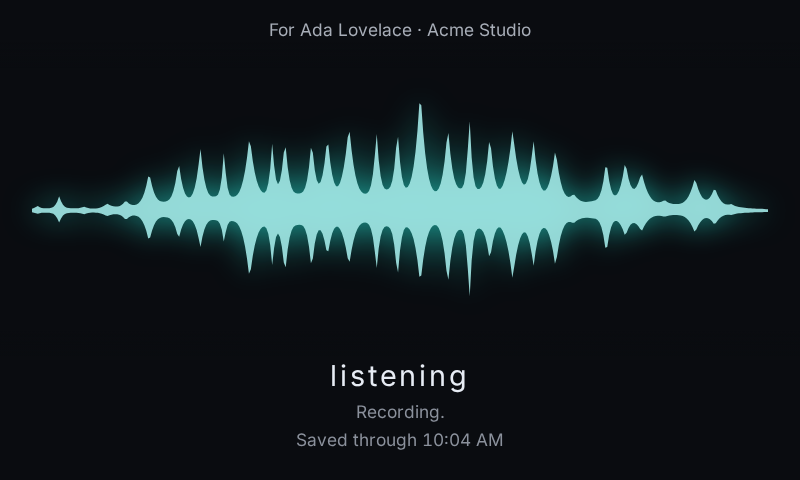 For Ada Lovelace · Acme Studio
listening
Recording.
Saved through 10:04 AM